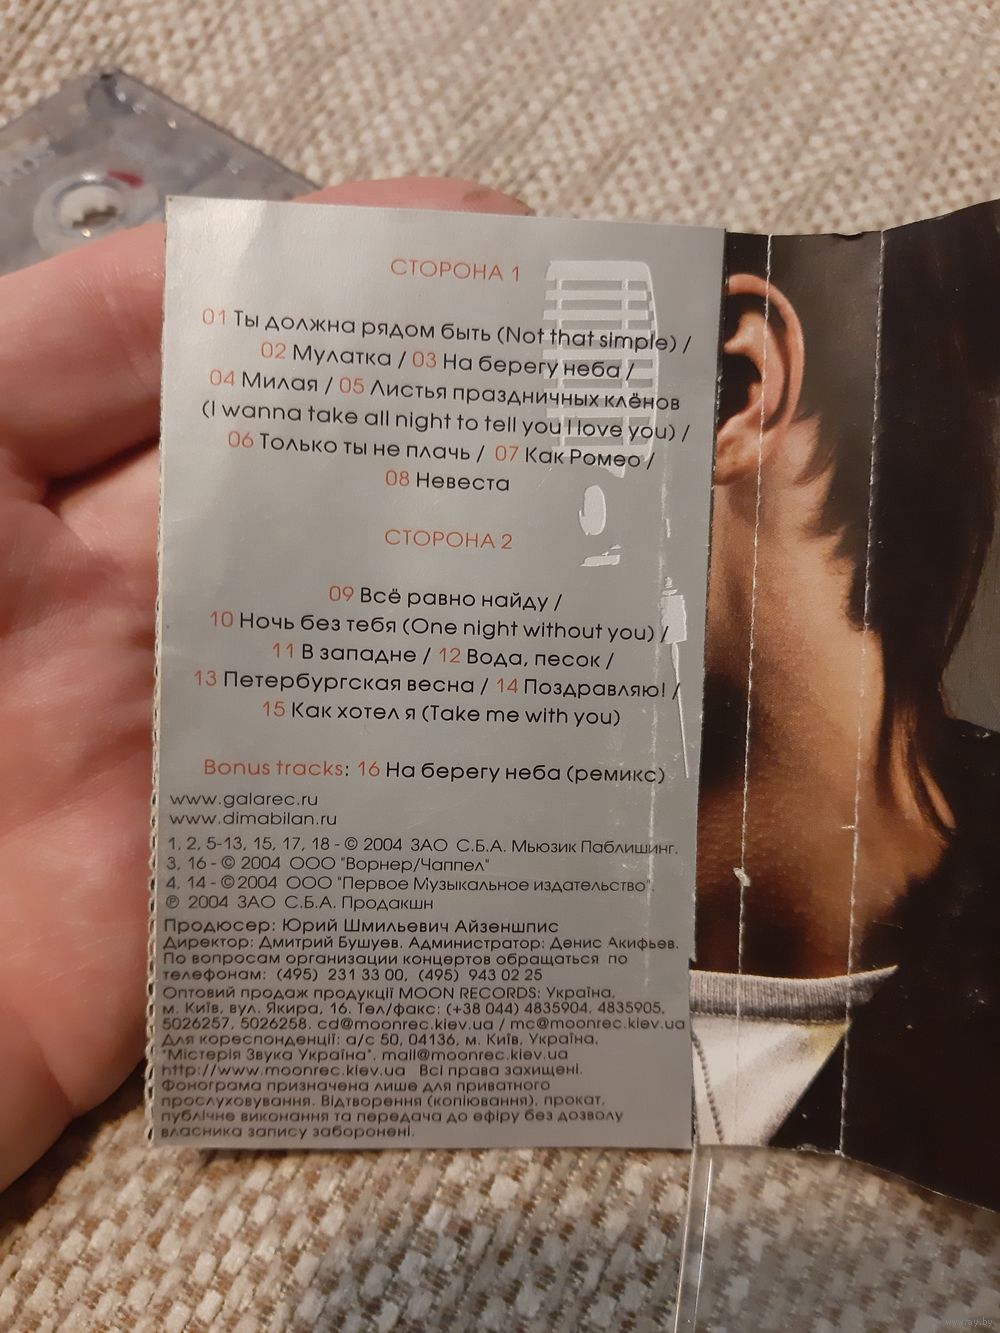 СТОРОНА 1
01 Ты должна рядом быть (Not that simple) /
02 Мулатка / 03 На берегу неба /
04 Милая / 05 Листья праздничных клёнов
(I wanna take all night to tell you I love you) /
06 Только ты не плачь / 07 Как Ромео /
08 Невеста
СТОРОНА 2
09 Всё равно найду /
10 Ночь без тебя (One night without you) /
11 В западне / 12 Вода, песок /
13 Петербургская весна / 14 Поздравляю! /
15 Как хотел я (Take me with you)
Bonus tracks: 16 На берегу неба (ремикс)
www.galarec.ru
www.dimabilan.ru
1, 2, 5-13, 15, 17, 18 - © 2004 ЗАО С.Б.А. Мьюзик Паблишинг.
3, 16 - © 2004 ООО "Ворнер/Чаппел"
4, 14 - © 2004 ООО "Первое Музыкальное издательство".
℗ 2004 ЗАО С.Б.А. Продакшн
Продюсер: Юрий Шмильевич Айзеншпис
Директор: Дмитрий Бушуев. Администратор: Денис Акифьев.
По вопросам организации концертов обращаться по
телефонам: (495) 231 33 00, (495) 943 02 25
Оптовий продаж продукції MOON RECORDS: Україна,
м. Київ, вул. Якира, 16. Тел/факс: (+38 044) 4835904, 4835905,
5026257, 5026258. cd@moonrec.kiev.ua / mc@moonrec.kiev.ua
Для кореспонденції: а/с 50, 04136, м. Київ, Україна,
"Містерія Звука Україна". mail@moonrec.kiev.ua
http://www.moonrec.kiev.ua Всі права захищені.
Фонограма призначена лише для приватного
прослуховування. Відтворення (копіювання), прокат,
публічне виконання та передача до ефіру без дозволу
власника запису заборонені.
www.ay.by